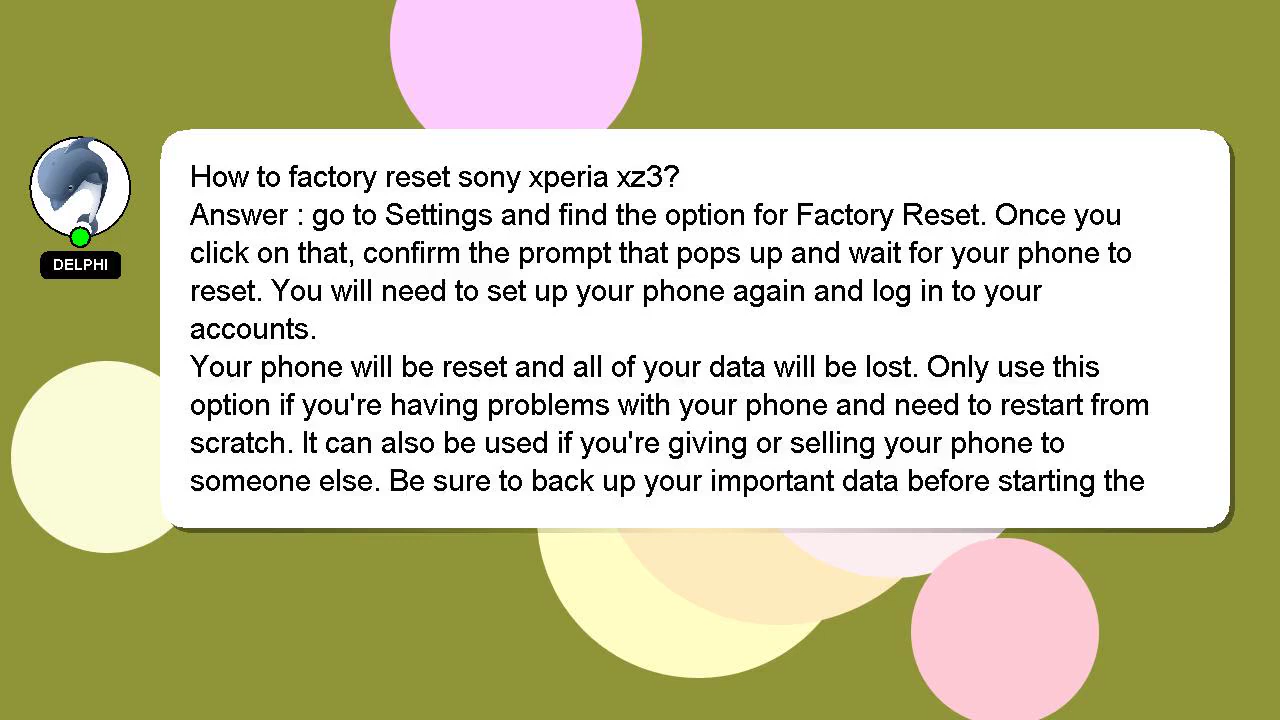 How to factory reset sony xperia xz3?
Answer : go to Settings and find the option for Factory Reset. Once you
click on that, confirm the prompt that pops up and wait for your phone to
reset. You will need to set up your phone again and log in to your
accounts.
Your phone will be reset and all of your data will be lost. Only use this
option if you're having problems with your phone and need to restart from
scratch. It can also be used if you're giving or selling your phone to
someone else. Be sure to back up your important data before starting the
DELPHI